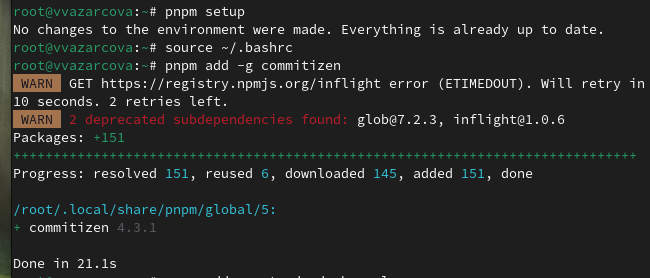 root@vvazarcova:~# pnpm setup
No changes to the environment were made. Everything is already up to date.
root@vvazarcova:~# source ~/.bashrc
root@vvazarcova:~# pnpm add -g commitizen
WARN GET https://registry.npmjs.org/inflight error (ETIMEDOUT). Will retry in
10 seconds. 2 retries left.
WARN 2 deprecated subdependencies found: glob@7.2.3, inflight@1.0.6
Packages: +151
+++++++++++++++++++++++++++++++++++++++++++++++++++++++++++++++++++++++++++++
Progress: resolved 151, reused 6, downloaded 145, added 151, done
/root/.local/share/pnpm/global/5:
+ commitizen 4.3.1
Done in 21.1s